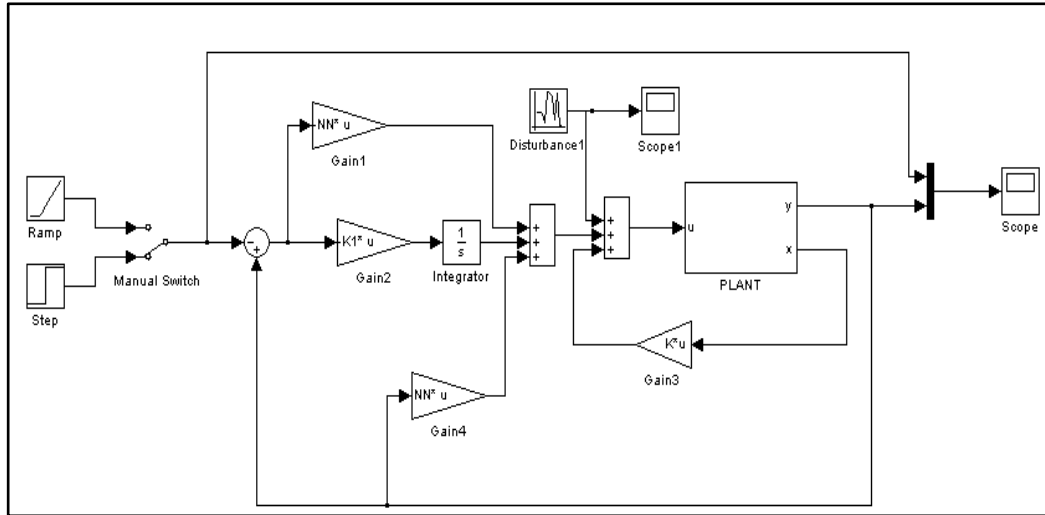 Ramp
Step
Manual Switch
-
+
NN* u
Gain1
K1* u
Gain2
1
s
Integrator
NN* u
Gain4
+
+
+
Disturbance1
Scope1
+
+
+
u
y
x
PLANT
K*u
Gain3
Scope